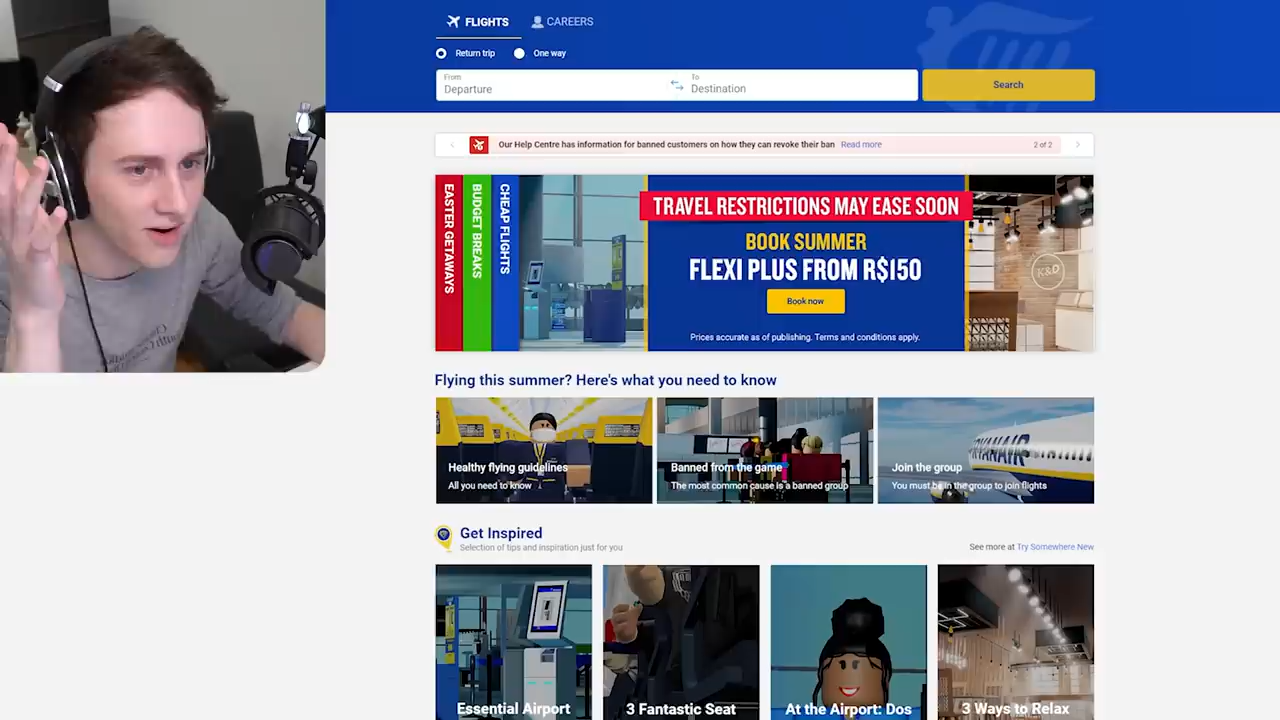 FLIGHTS
CAREERS
Return trip
One way
From
Departure
To
Destination
Search
Our Help Centre has information for banned customers on how they can revoke their ban Read more
2 of 2
EASTER GETAWAYS
BUDGET BREAKS
CHEAP FLIGHTS
TRAVEL RESTRICTIONS MAY EASE SOON
BOOK SUMMER
FLEXI PLUS FROM R$150
Book now
Prices accurate as of publishing. Terms and conditions apply.
K&D
Flying this summer? Here's what you need to know
Healthy flying guidelines
All you need to know
Banned from the game
The most common cause is a banned group
RYANAIR
Join the group
You must be in the group to join flights
Get Inspired
Selection of tips and inspiration just for you
See more at Try Somewhere New
Essential Airport
3 Fantastic Seat
At the Airport: Dos
3 Ways to Relax